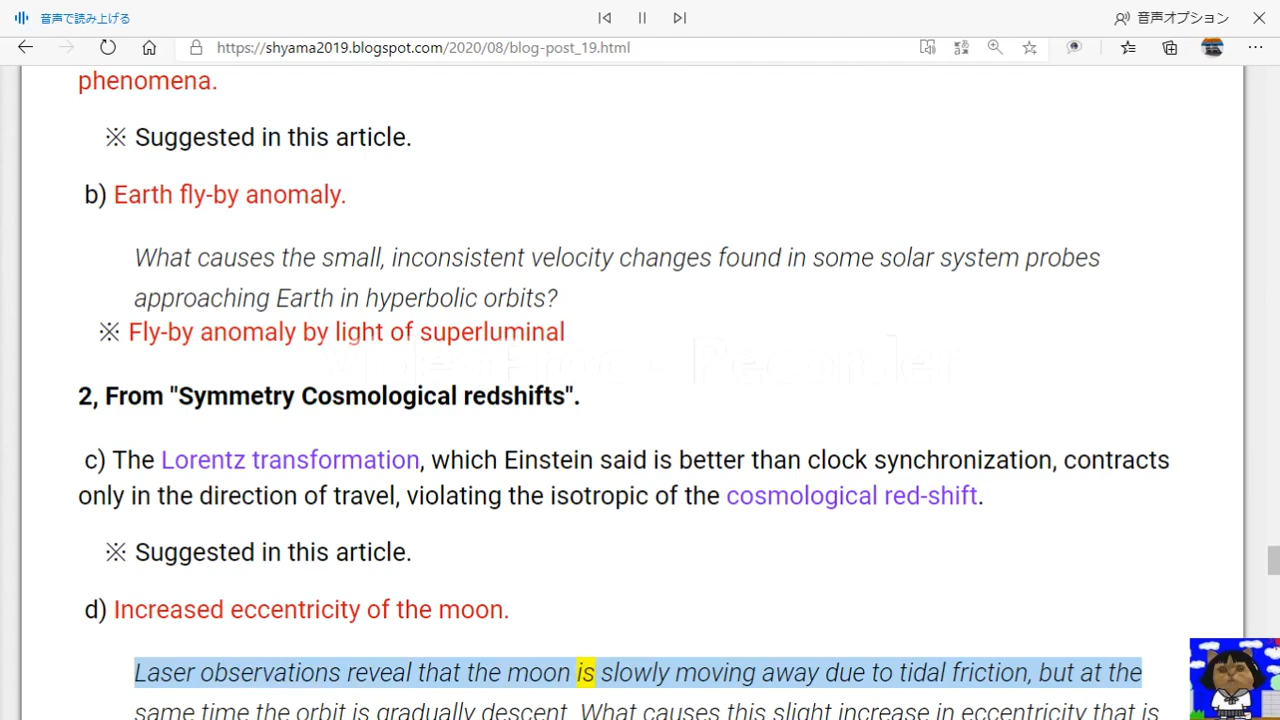 音声で読み上げる
音声オプション
https://shyama2019.blogspot.com/2020/08/blog-post_19.html
phenomena.
※ Suggested in this article.
b) Earth fly-by anomaly.
What causes the small, inconsistent velocity changes found in some solar system probes
approaching Earth in hyperbolic orbits?
※ Fly-by anomaly by light of superluminal
Recorder
2, From "Symmetry Cosmological redshifts".
c) The Lorentz transformation, which Einstein said is better than clock synchronization, contracts
only in the direction of travel, violating the isotropic of the cosmological red-shift.
※ Suggested in this article.
d) Increased eccentricity of the moon.
Laser observations reveal that the moon is slowly moving away due to tidal friction, but at the
same time the orbit is gradually descent. What causes this slight increase in eccentricity that is